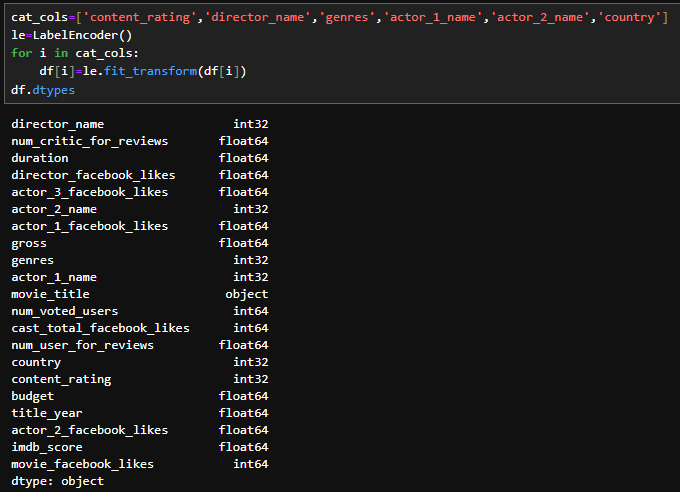 cat_cols=['content_rating','director_name','genres','actor_1_name','actor_2_name','country']
le=LabelEncoder()
for i in cat_cols:
    df[i]=le.fit_transform(df[i])
df.dtypes
director_name                 int32
num_critic_for_reviews      float64
duration                    float64
director_facebook_likes     float64
actor_3_facebook_likes      float64
actor_2_name                  int32
actor_1_facebook_likes      float64
gross                       float64
genres                        int32
actor_1_name                  int32
movie_title                  object
num_voted_users               int64
cast_total_facebook_likes     int64
num_user_for_reviews        float64
country                       int32
content_rating                int32
budget                      float64
title_year                  float64
actor_2_facebook_likes      float64
imdb_score                  float64
movie_facebook_likes          int64
dtype: object